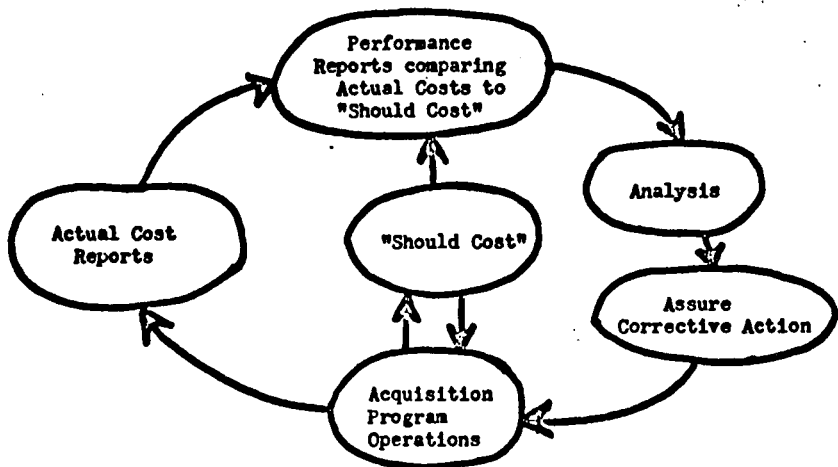 Performance
Reports comparing
Actual Costs to
"Should Cost"
Analysis
Actual Cost
Reports
"Should Cost"
Assure
Corrective Action
Acquisition
Program
Operations